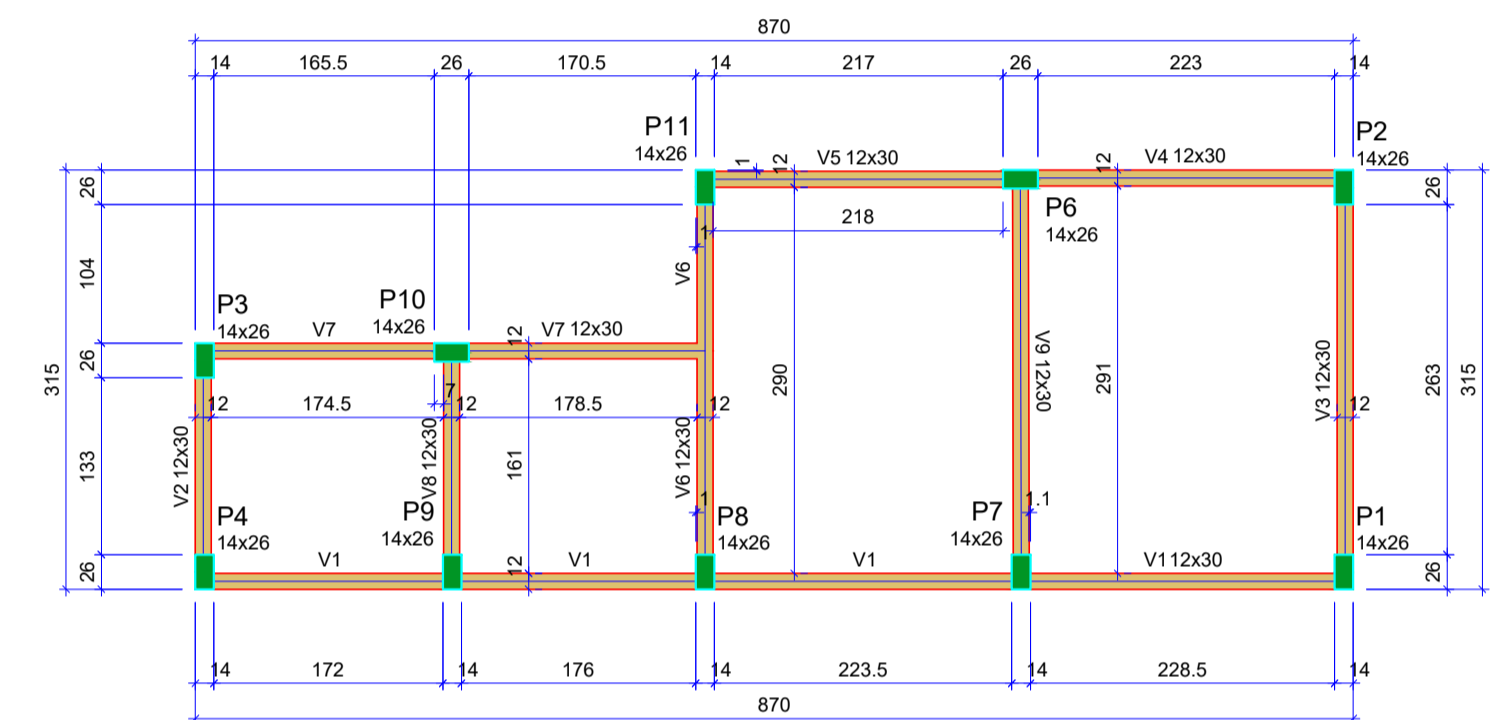 870
14 165.5 26 170.5 14 217 26 223 14
P11
14x26
1
12
V5 12x30
12
V4 12x30
P2
14x26
26
26
P6
14x26
218
1
V6
104
P3
14x26
V7
P10
14x26
12
V7 12x30
26
315
290
V9 12x30
291
V3 12x30
263
315
7
12 174.5 12 178.5 12
12
V2 12x30
133
V8 12x30
161
V6 12x30
1
1.1
P4
14x26
P9
14x26
P8
14x26
P7
14x26
P1
14x26
V1
V1
12
V1
V1 12x30
26
26
14 172 14 176 14 223.5 14 228.5 14
870